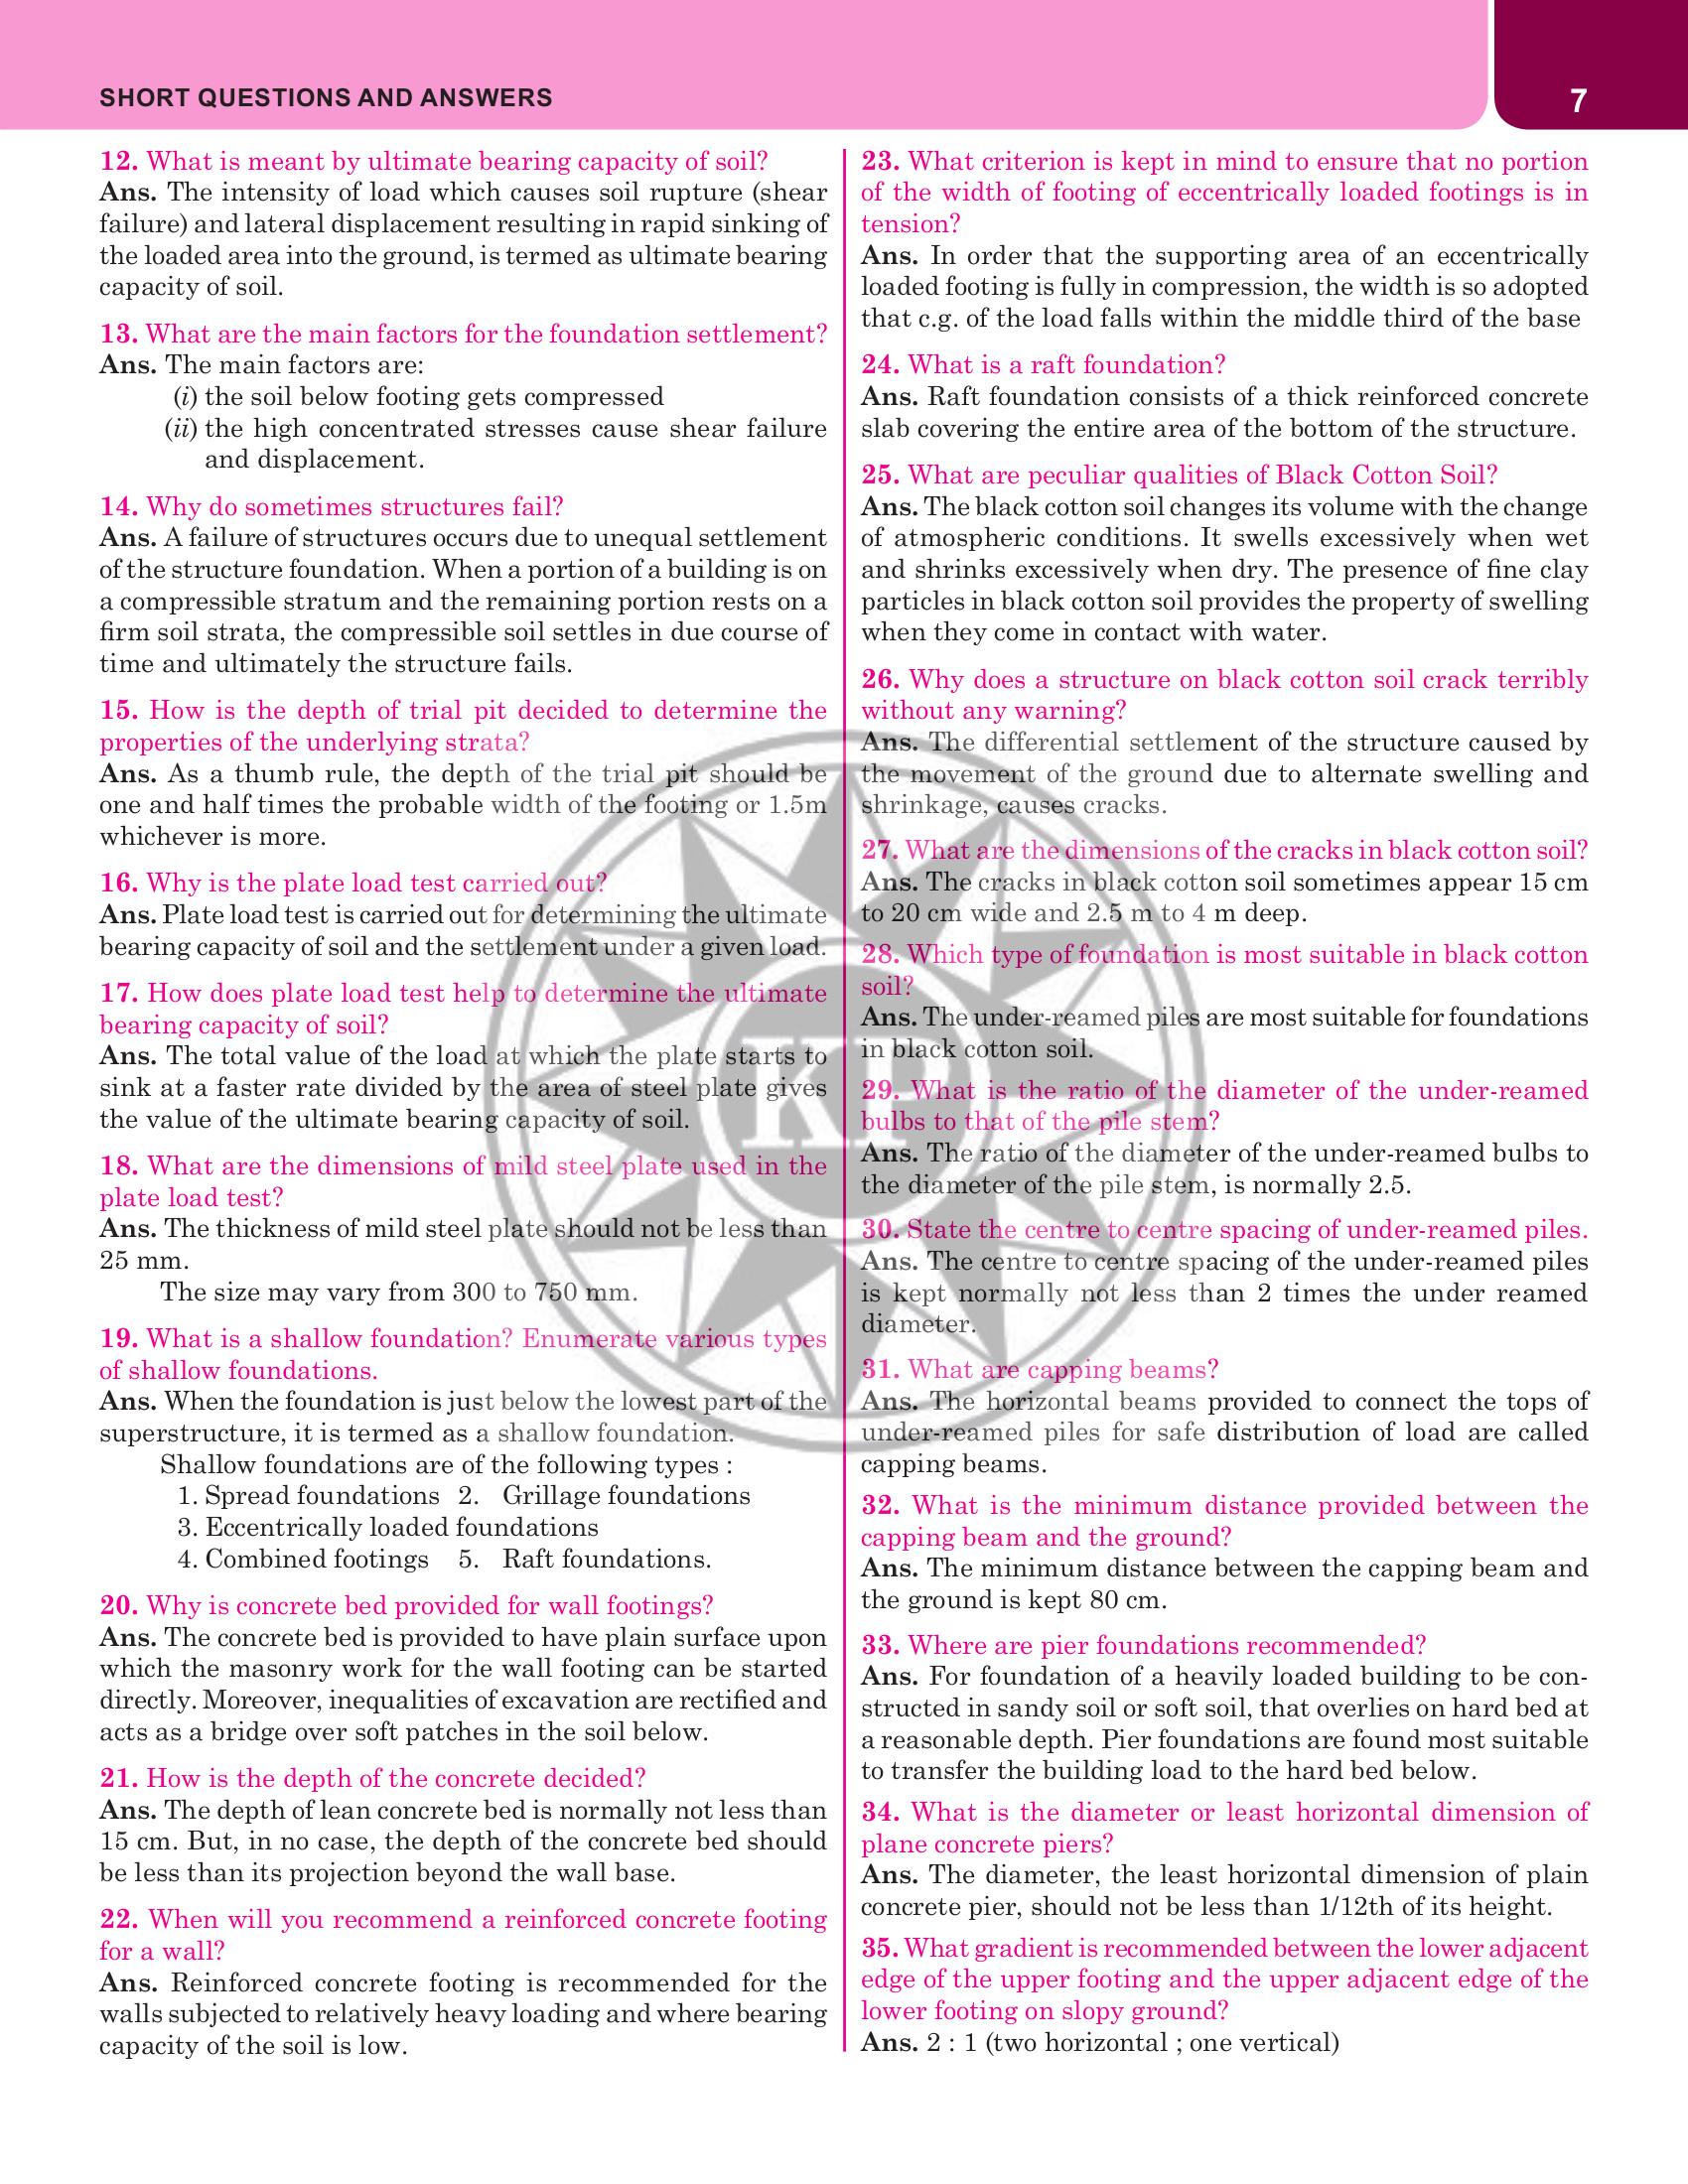 SHORT QUESTIONS AND ANSWERS
7
12. What is meant by ultimate bearing capacity of soil?
Ans. The intensity of load which causes soil rupture (shear
failure) and lateral displacement resulting in rapid sinking of
the loaded area into the ground, is termed as ultimate bearing
capacity of soil.
13. What are the main factors for the foundation settlement?
Ans. The main factors are:
(i) the soil below footing gets compressed
(ii) the high concentrated stresses cause shear failure
and displacement.
14. Why do sometimes structures fail?
Ans. A failure of structures occurs due to unequal settlement
of the structure foundation. When a portion of a building is on
a compressible stratum and the remaining portion rests on a
firm soil strata, the compressible soil settles in due course of
time and ultimately the structure fails.
15. How is the depth of trial pit decided to determine the
properties of the underlying strata?
Ans. As a thumb rule, the depth of the trial pit should be
one and half times the probable width of the footing or 1.5m
whichever is more.
16. Why is the plate load test carried out?
Ans. Plate load test is carried out for determining the ultimate
bearing capacity of soil and the settlement under a given load.
17. How does plate load test help to determine the ultimate
bearing capacity of soil?
Ans. The total value of the load at which the plate starts to
sink at a faster rate divided by the area of steel plate gives
the value of the ultimate bearing capacity of soil.
18. What are the dimensions of mild steel plate used in the
plate load test?
Ans. The thickness of mild steel plate should not be less than
25 mm.
The size may vary from 300 to 750 mm.
19. What is a shallow foundation? Enumerate various types
of shallow foundations.
Ans. When the foundation is just below the lowest part of the
superstructure, it is termed as a shallow foundation.
Shallow foundations are of the following types :
1. Spread foundations 2. Grillage foundations
3. Eccentrically loaded foundations
4. Combined footings 5. Raft foundations.
20. Why is concrete bed provided for wall footings?
Ans. The concrete bed is provided to have plain surface upon
which the masonry work for the wall footing can be started
directly. Moreover, inequalities of excavation are rectified and
acts as a bridge over soft patches in the soil below.
21. How is the depth of the concrete decided?
Ans. The depth of lean concrete bed is normally not less than
15 cm. But, in no case, the depth of the concrete bed should
be less than its projection beyond the wall base.
22. When will you recommend a reinforced concrete footing
for a wall?
Ans. Reinforced concrete footing is recommended for the
walls subjected to relatively heavy loading and where bearing
capacity of the soil is low.
23. What criterion is kept in mind to ensure that no portion
of the width of footing of eccentrically loaded footings is in
tension?
Ans. In order that the supporting area of an eccentrically
loaded footing is fully in compression, the width is so adopted
that c.g. of the load falls within the middle third of the base
24. What is a raft foundation?
Ans. Raft foundation consists of a thick reinforced concrete
slab covering the entire area of the bottom of the structure.
25. What are peculiar qualities of Black Cotton Soil?
Ans. The black cotton soil changes its volume with the change
of atmospheric conditions. It swells excessively when wet
and shrinks excessively when dry. The presence of fine clay
particles in black cotton soil provides the property of swelling
when they come in contact with water.
26. Why does a structure on black cotton soil crack terribly
without any warning?
Ans. The differential settlement of the structure caused by
the movement of the ground due to alternate swelling and
shrinkage, causes cracks.
27. What are the dimensions of the cracks in black cotton soil?
Ans. The cracks in black cotton soil sometimes appear 15 cm
to 20 cm wide and 2.5 m to 4 m deep.
28. Which type of foundation is most suitable in black cotton
soil?
Ans. The under-reamed piles are most suitable for foundations
in black cotton soil.
29. What is the ratio of the diameter of the under-reamed
bulbs to that of the pile stem?
Ans. The ratio of the diameter of the under-reamed bulbs to
the diameter of the pile stem, is normally 2.5.
30. State the centre to centre spacing of under-reamed piles.
Ans. The centre to centre spacing of the under-reamed piles
is kept normally not less than 2 times the under reamed
diameter.
31. What are capping beams?
Ans. The horizontal beams provided to connect the tops of
under-reamed piles for safe distribution of load are called
capping beams.
32. What is the minimum distance provided between the
capping beam and the ground?
Ans. The minimum distance between the capping beam and
the ground is kept 80 cm.
33. Where are pier foundations recommended?
Ans. For foundation of a heavily loaded building to be con-
structed in sandy soil or soft soil, that overlies on hard bed at
a reasonable depth. Pier foundations are found most suitable
to transfer the building load to the hard bed below.
34. What is the diameter or least horizontal dimension of
plane concrete piers?
Ans. The diameter, the least horizontal dimension of plain
concrete pier, should not be less than 1/12th of its height.
35. What gradient is recommended between the lower adjacent
edge of the upper footing and the upper adjacent edge of the
lower footing on slopy ground?
Ans. 2 : 1 (two horizontal ; one vertical)
KP